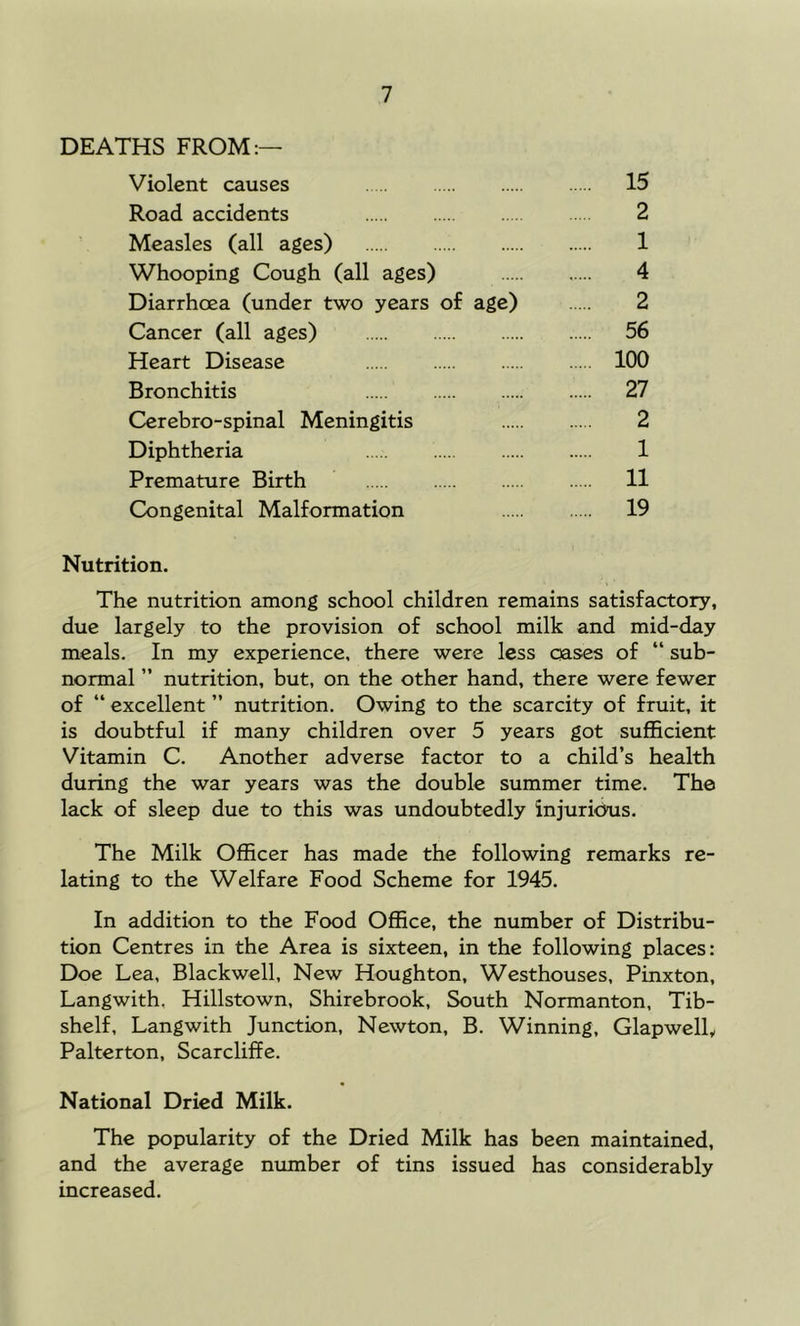 7
DEATHS FROM:—
Violent causes ..... ..... ..... ..... 15
Road accidents ..... ..... ..... ..... 2
Measles (all ages) ..... ..... ..... ..... 1
Whooping Cough (all ages) ..... ..... 4
Diarrhœa (under two years of age) ..... 2
Cancer (all ages) ..... ..... ..... ..... 56
Heart Disease ..... ..... ..... ..... 100
Bronchitis ..... ..... ..... ..... 27
Cerebro-spinal Meningitis ..... ..... 2
Diphtheria ..... ..... ..... ..... 1
Premature Birth ..... ..... ..... ..... 11
Congenital Malformation ..... ..... 19
Nutrition.
The nutrition among school children remains satisfactory,
due largely to the provision of school milk and mid-day
meals. In my experience, there were less cases of “ sub-
normal ” nutrition, but, on the other hand, there were fewer
of “ excellent ” nutrition. Owing to the scarcity of fruit, it
is doubtful if many children over 5 years got sufficient
Vitamin C. Another adverse factor to a child’s health
during the war years was the double summer time. The
lack of sleep due to this was undoubtedly injurious.
The Milk Officer has made the following remarks re-
lating to the Welfare Food Scheme for 1945.
In addition to the Food Office, the number of Distribu-
tion Centres in the Area is sixteen, in the following places:
Doe Lea, Blackwell, New Houghton, Westhouses, Pinxton,
Langwith, Hillstown, Shirebrook, South Normanton, Tib-
shelf, Langwith Junction, Newton, B. Winning, Glapwell,
Palterton, Scarcliffe.
National Dried Milk.
The popularity of the Dried Milk has been maintained,
and the average number of tins issued has considerably
increased.